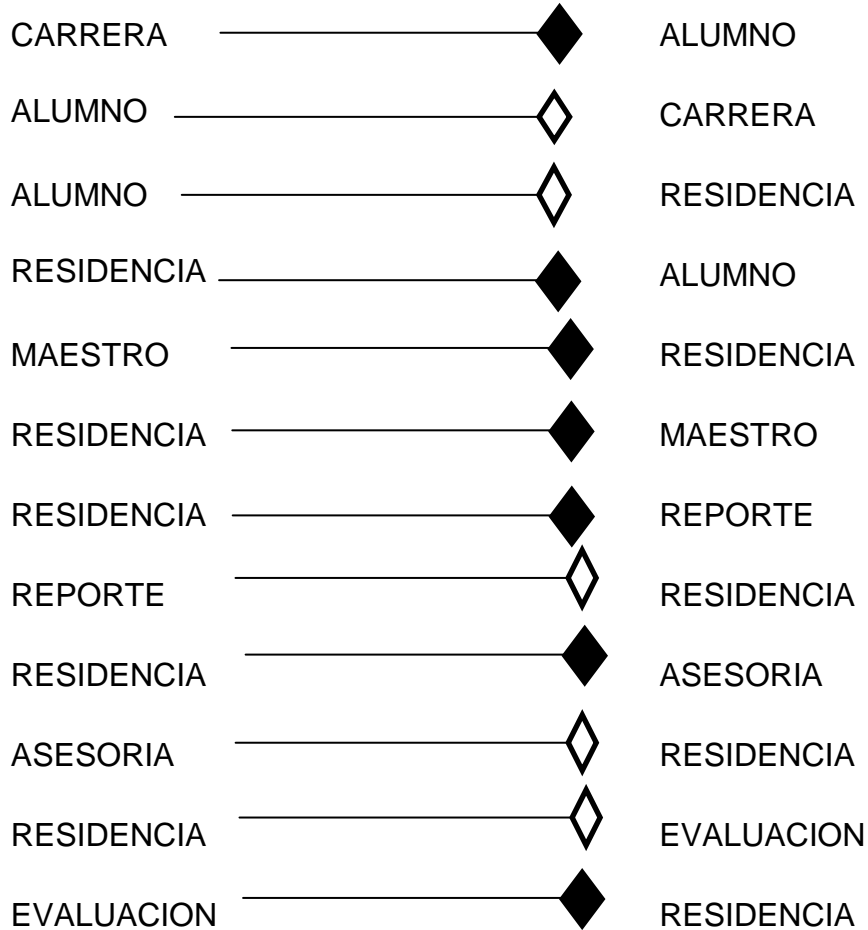 CARRERA ALUMNO
ALUMNO CARRERA
ALUMNO RESIDENCIA
RESIDENCIA ALUMNO
MAESTRO RESIDENCIA
RESIDENCIA MAESTRO
RESIDENCIA REPORTE
REPORTE RESIDENCIA
RESIDENCIA ASESORIA
ASESORIA RESIDENCIA
RESIDENCIA EVALUACION
EVALUACION RESIDENCIA